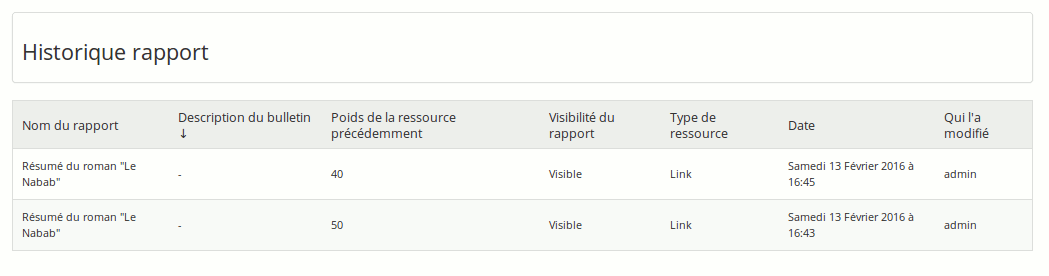 Historique rapport
Nom du rapport
Description du bulletin
↓
Poids de la ressource
précédemment
Visibilité du
rapport
Type de
ressource
Date
Qui l'a
modifié
Résumé du roman "Le
Nabab"
-
40
Visible
Link
Samedi 13 Février 2016 à
16:45
admin
Résumé du roman "Le
Nabab"
-
50
Visible
Link
Samedi 13 Février 2016 à
16:43
admin